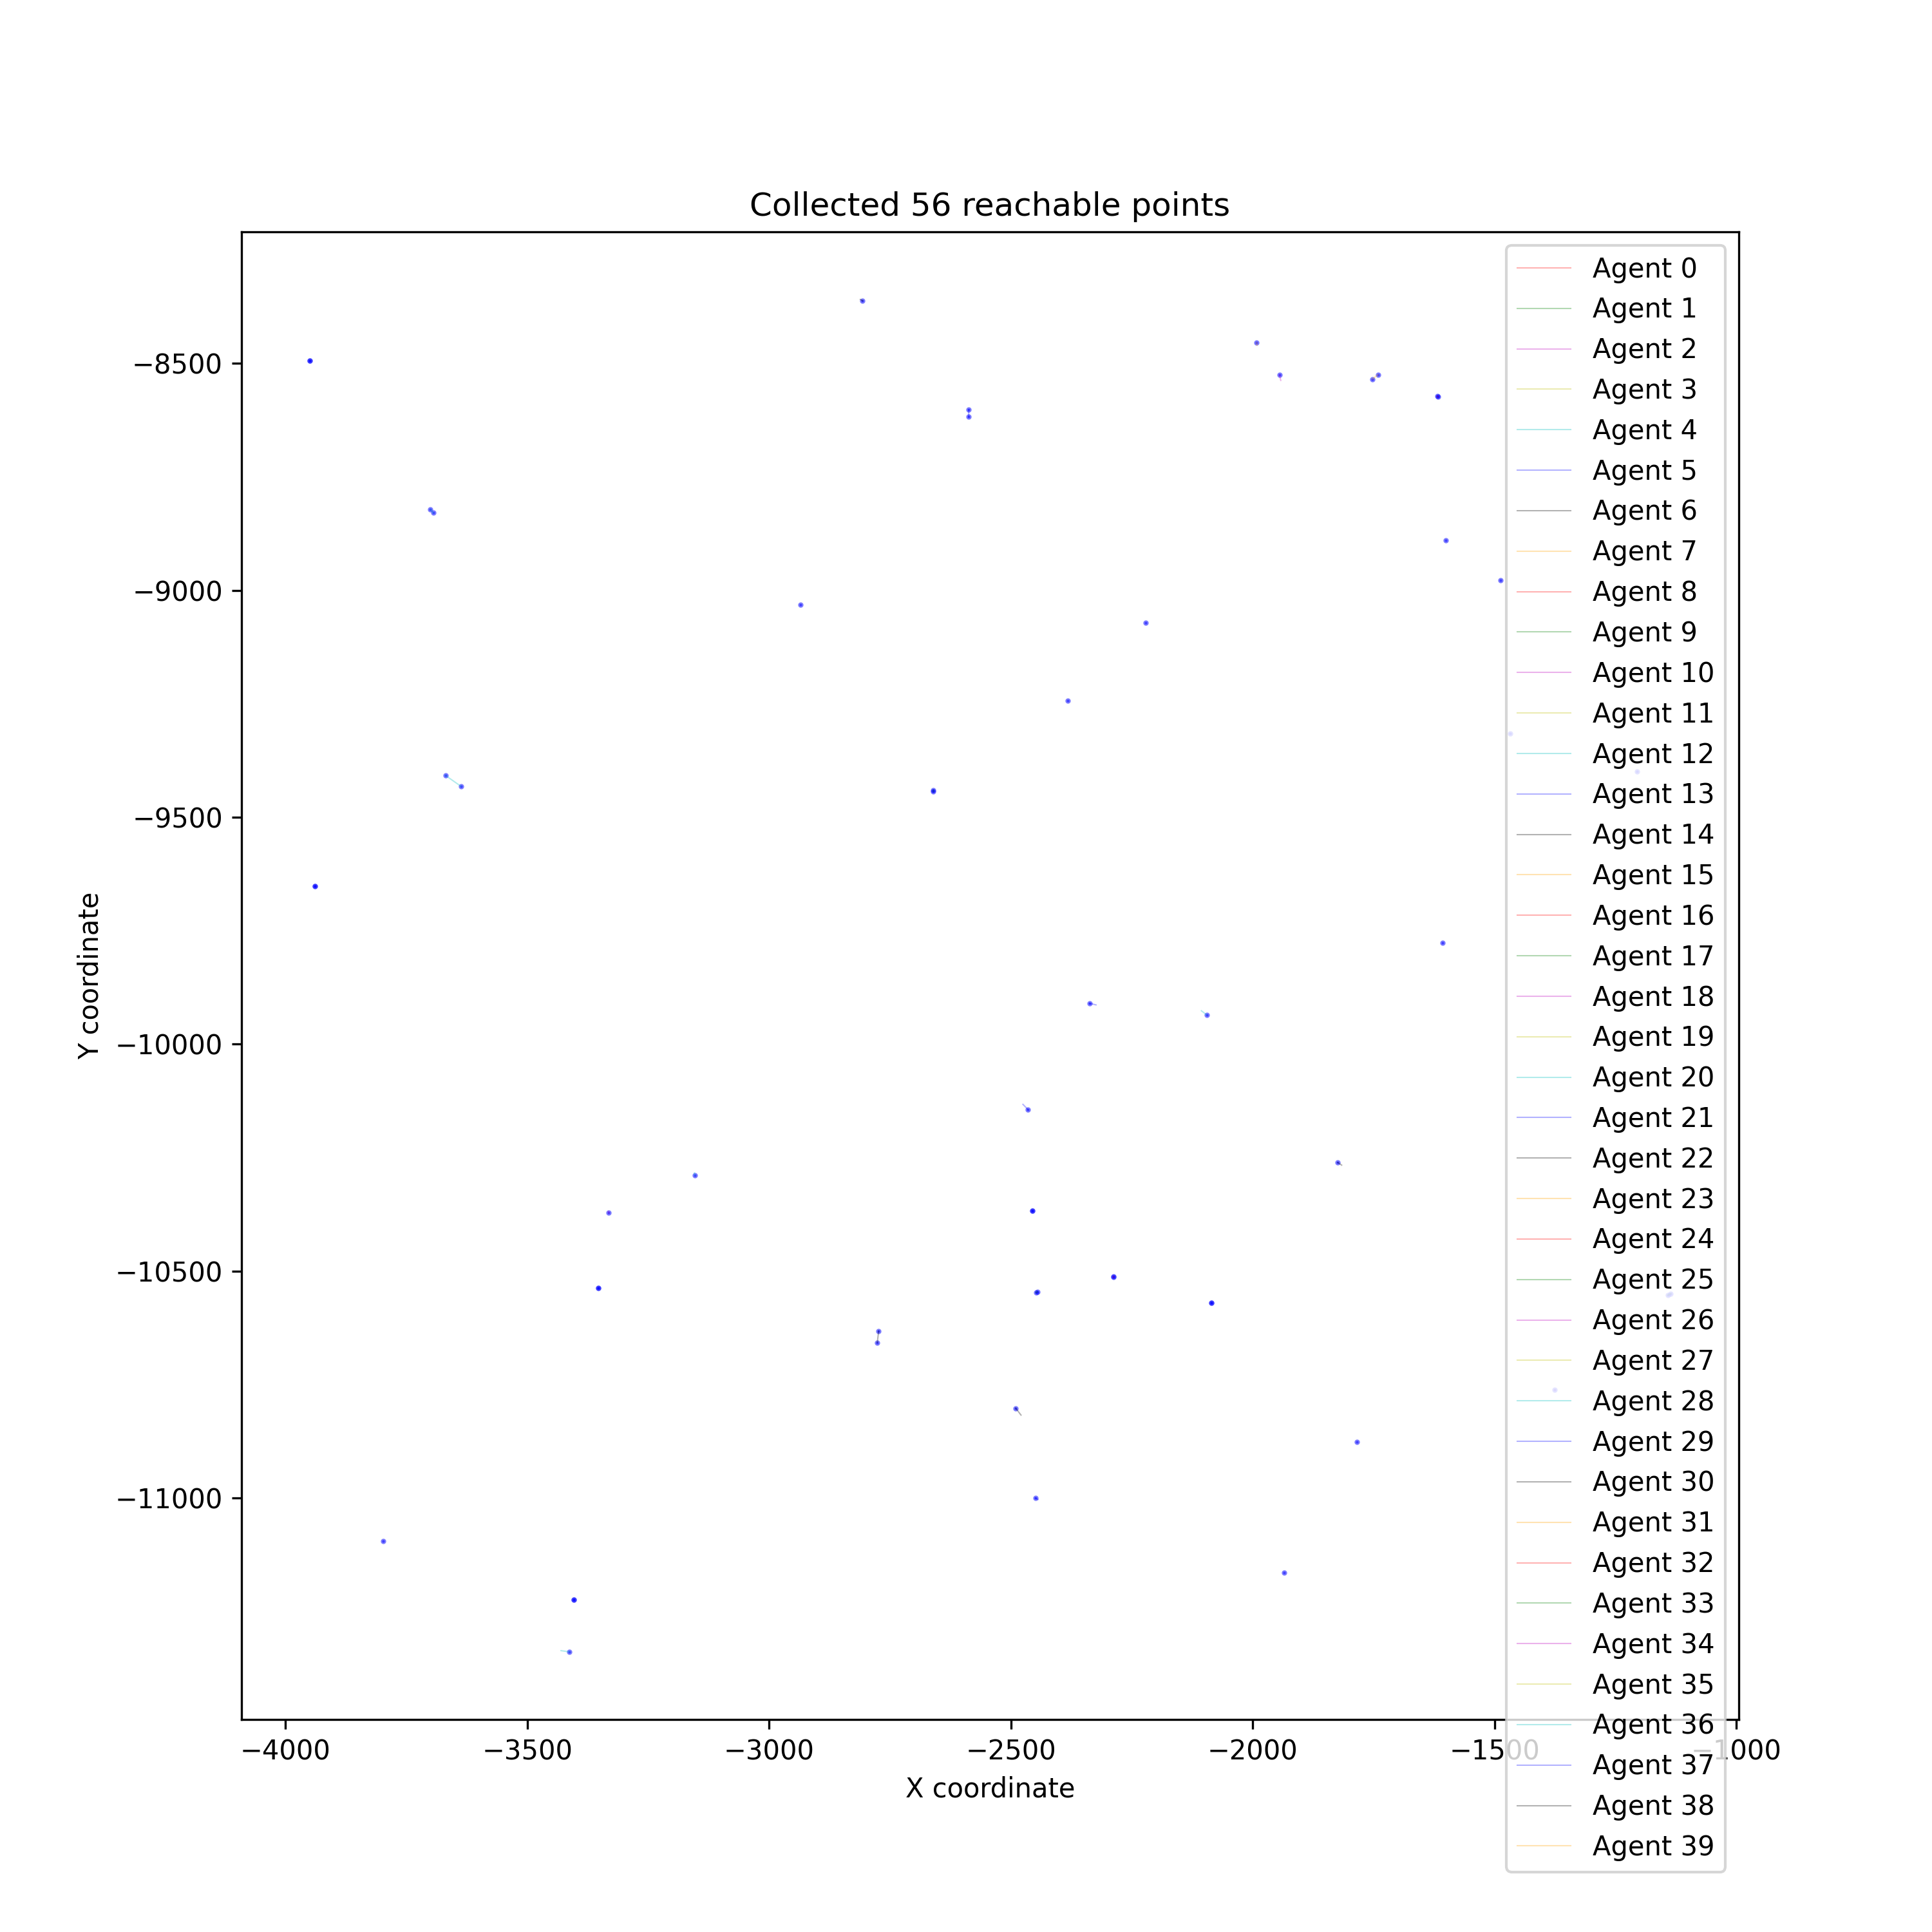 Collected 56 reachable points
Agent 0
Agent 1
Agent 2
Agent 3
Agent 4
Agent 5
Agent 6
Agent 7
Agent 8
Agent 9
Agent 10
Agent 11
Agent 12
Agent 13
Agent 14
Agent 15
Agent 16
Agent 17
Agent 18
Agent 19
Agent 20
Agent 21
Agent 22
Agent 23
Agent 24
Agent 25
Agent 26
Agent 27
Agent 28
Agent 29
Agent 30
Agent 31
Agent 32
Agent 33
Agent 34
Agent 35
Agent 36
Agent 37
Agent 38
Agent 39
Y coordinate
−8500
−9000
−9500
−10000
−10500
−11000
−4000 −3500 −3000 −2500 −2000 −1500 −1000
X coordinate